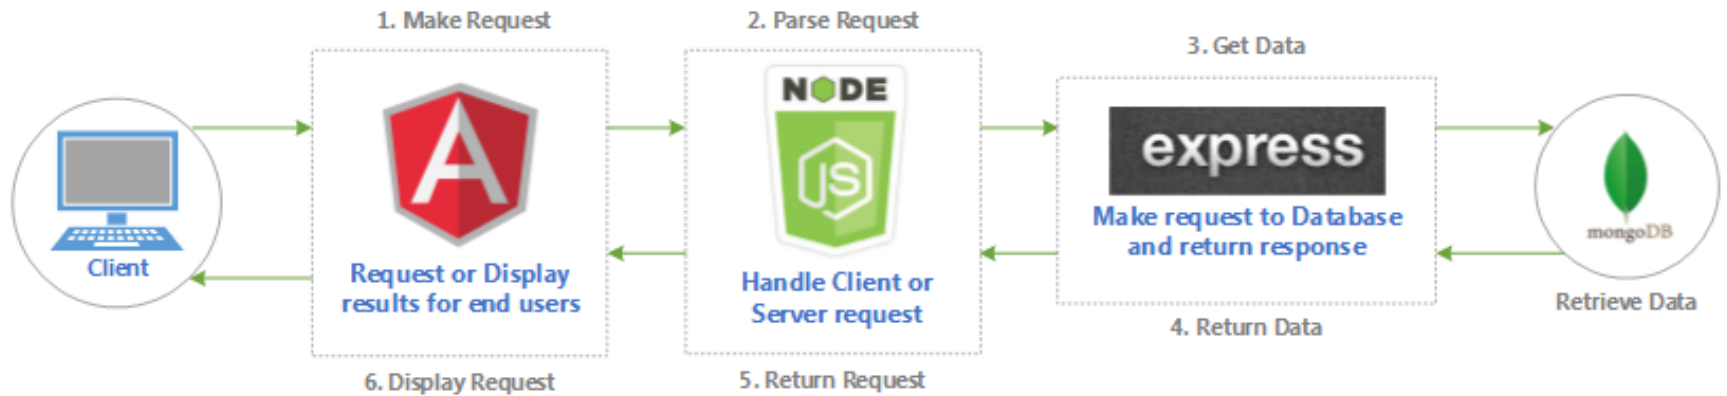 1. Make Request
2. Parse Request
3. Get Data
NODE
JS
express
Make request to Database
and return response
mongoDB
Client
Request or Display
results for end users
Handle Client or
Server request
Retrieve Data
4. Return Data
5. Return Request
6. Display Request
A